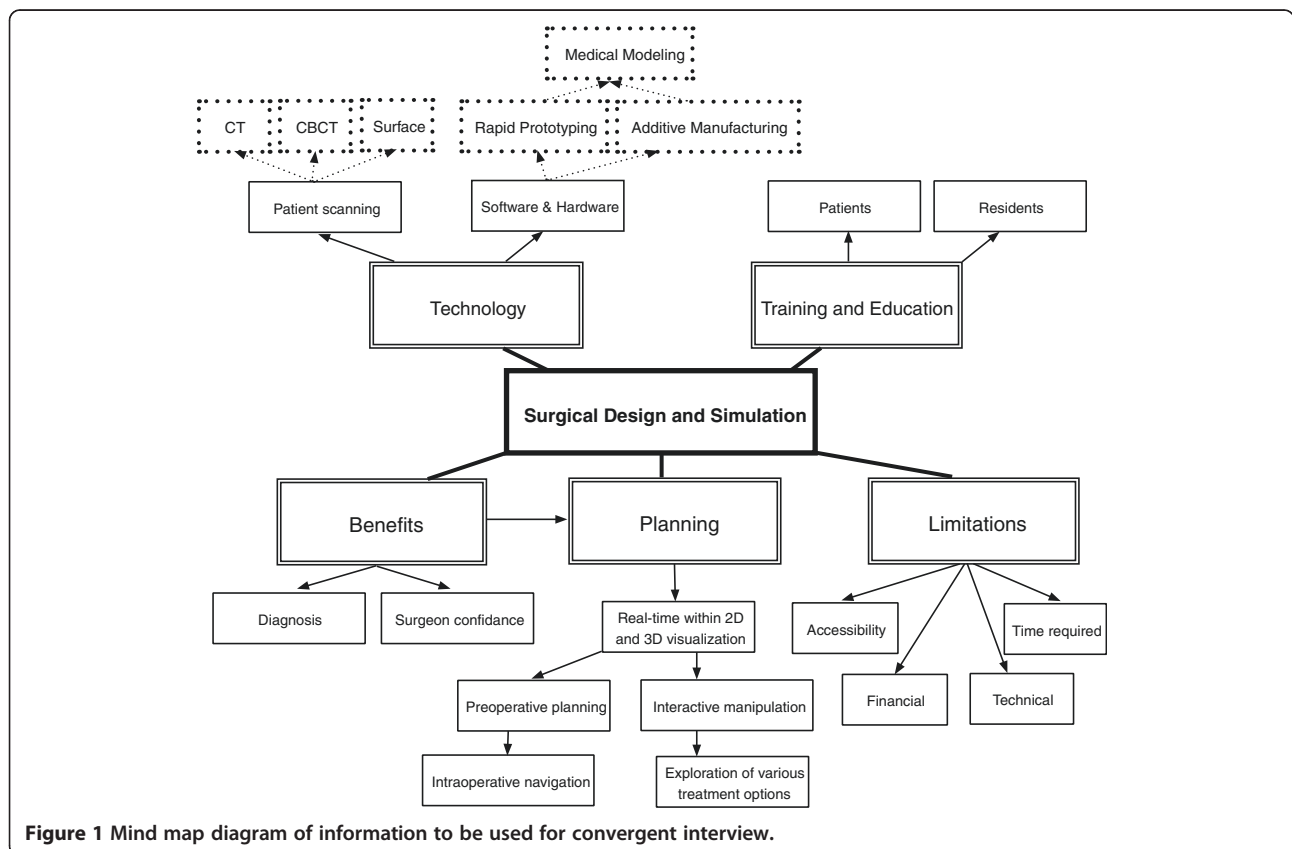 Medical Modeling
CT
CBCT
Surface
Rapid Prototyping
Additive Manufacturing
Patient scanning
Software & Hardware
Patients
Residents
Technology
Training and Education
Surgical Design and Simulation
Benefits
Planning
Limitations
Diagnosis
Surgeon confidance
Real-time within 2D
and 3D visualization
Accessibility
Time required
Preoperative planning
Interactive manipulation
Financial
Technical
Intraoperative navigation
Exploration of various
treatment options
Figure 1 Mind map diagram of information to be used for convergent interview.